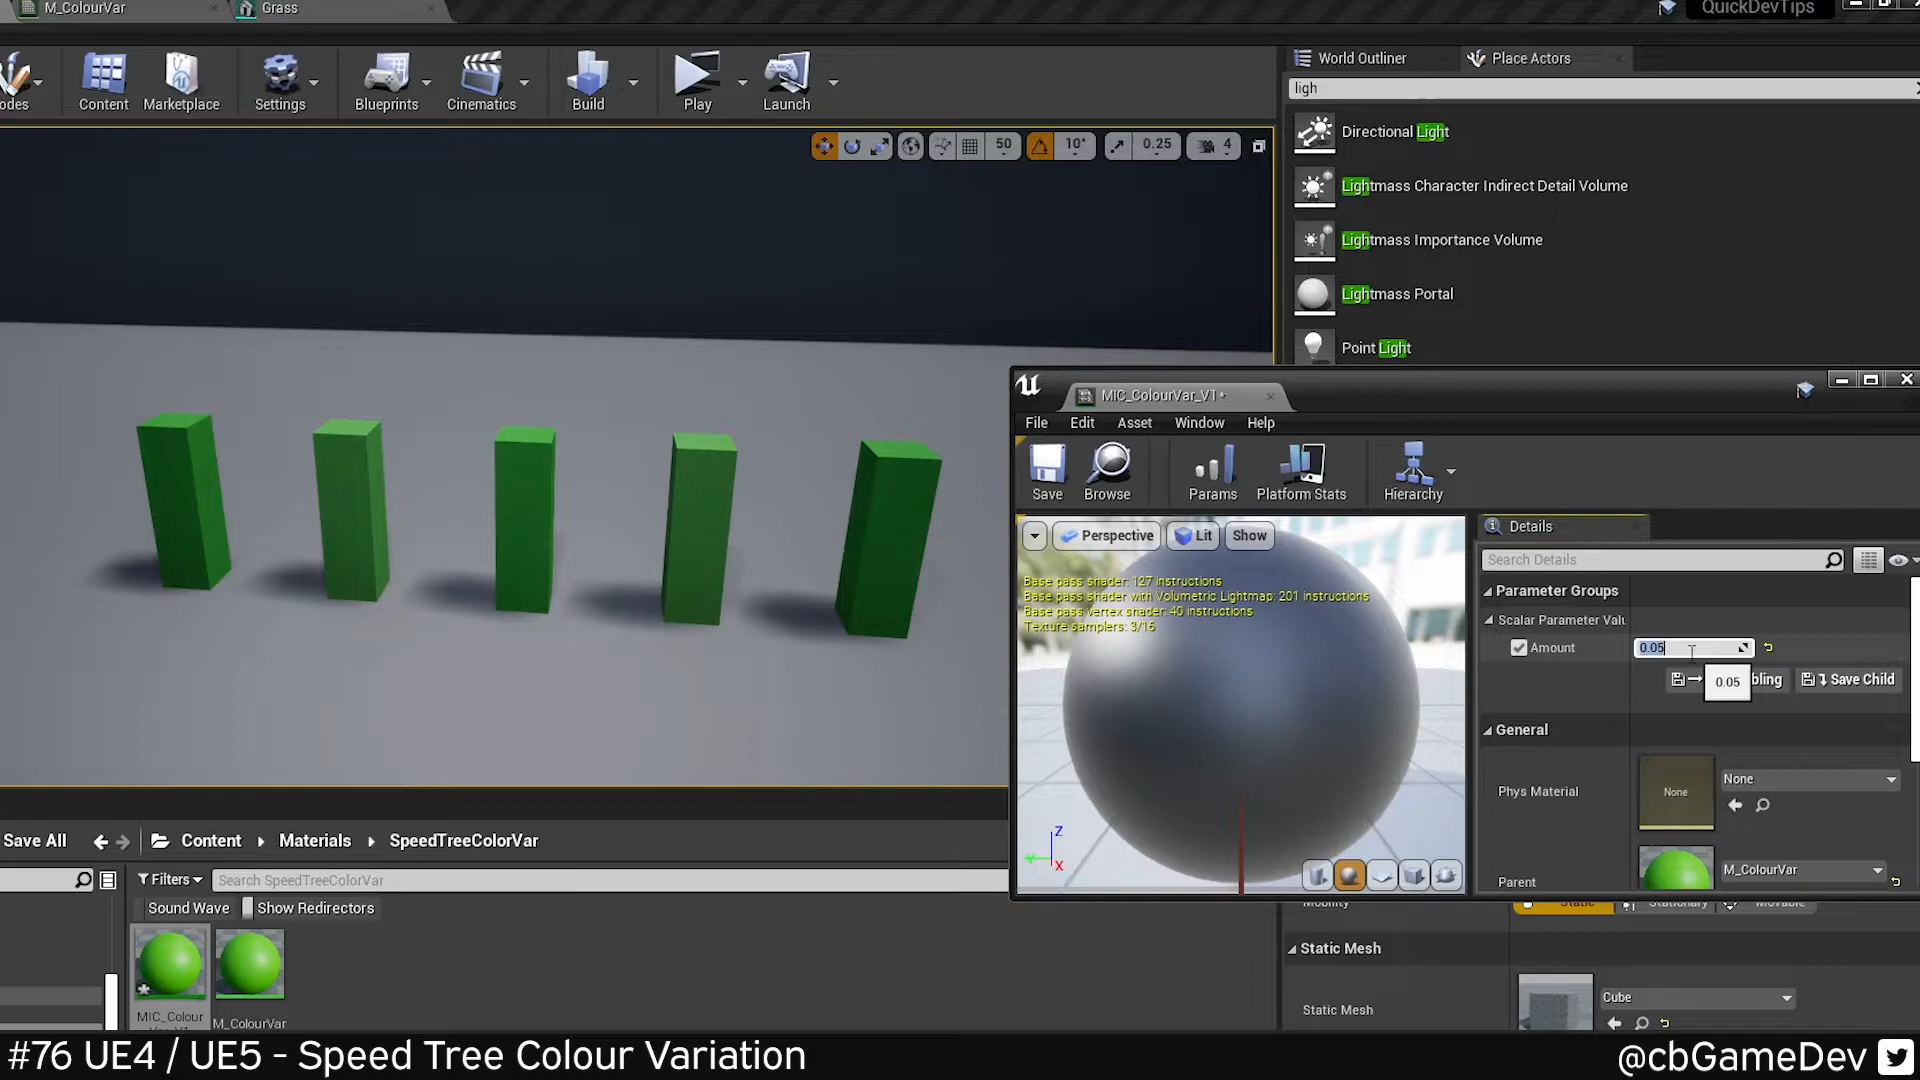 M_ColourVar
Grass
QuickDevTips
odes
Content
Marketplace
Settings
Blueprints
Cinematics
Build
Play
Launch
World Outliner
Place Actors
ligh
50
10°
0.25
4
Directional Light
Lightmass Character Indirect Detail Volume
Lightmass Importance Volume
Lightmass Portal
Point Light
MIC_ColourVar_V1*
File
Edit
Asset
Window
Help
Save
Browse
Params
Platform Stats
Hierarchy
Perspective
Lit
Show
Base pass shader: 127 instructions
Base pass shader with Volumetric Lightmap: 201 instructions
Base pass vertex shader: 40 instructions
Texture samplers: 3/16
Z
Y
X
Details
Search Details
Parameter Groups
Scalar Parameter Valu
Amount
0.05
bling
Save Child
0.05
General
Phys Material
None
None
Parent
M_ColourVar
Mobility
Static
Stationary
Movable
Static Mesh
Static Mesh
Cube
Save All
Content
Materials
SpeedTreeColorVar
Filters
Search SpeedTreeColorVar
Sound Wave
Show Redirectors
MIC_Colour
Var_V1
M_ColourVar
#76 UE4 / UE5 - Speed Tree Colour Variation
@cbGameDev